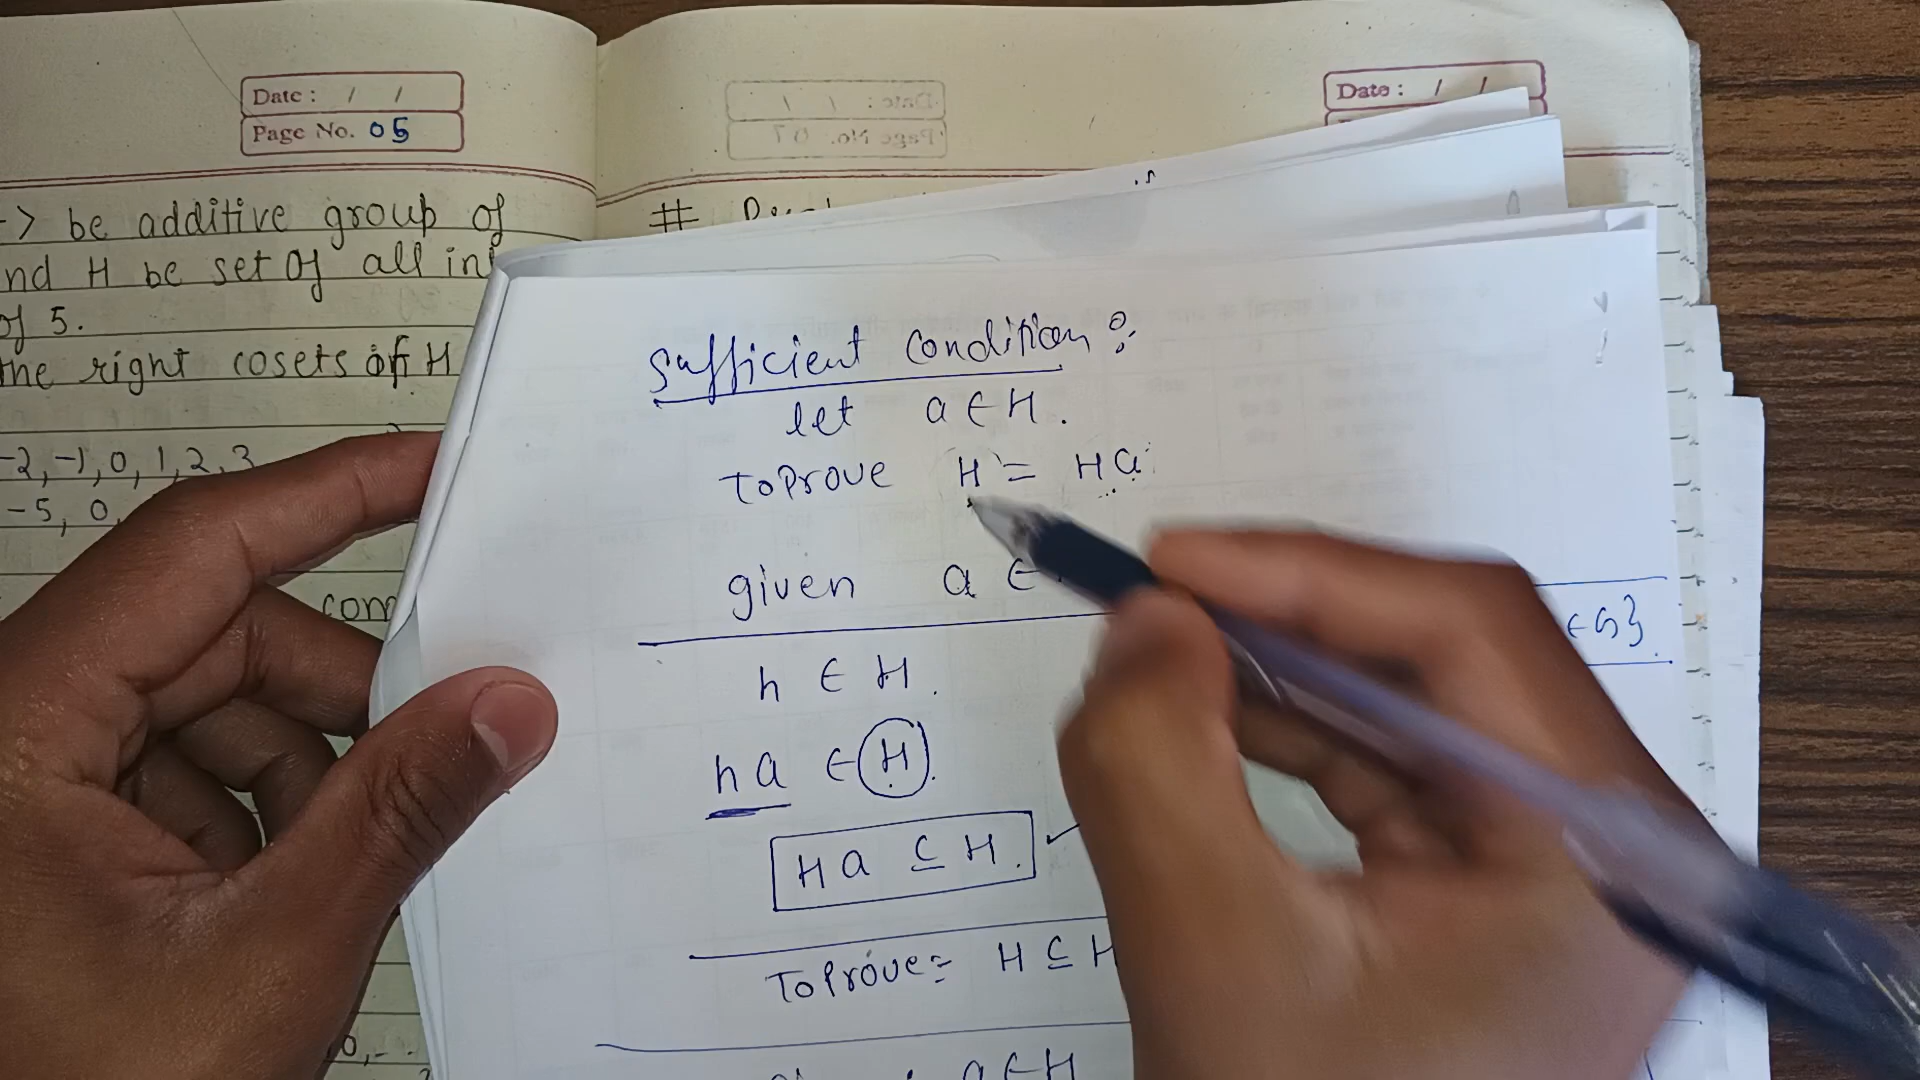 Date : / /
Page No. 05
Date : / /
be additive group of
nd H be set of all in
of 5.
the right cosets of H
-2, -1, 0, 1, 2, 3
-5, 0,
com
#
Sufficient Condition :
let a ∈ H.
To Prove H = Ha
given a ∈
∈ G}.
h ∈ H.
ha ∈ H.
Ha ⊆ H.
To Prove = H ⊆ H
a ∈ H
0, - -